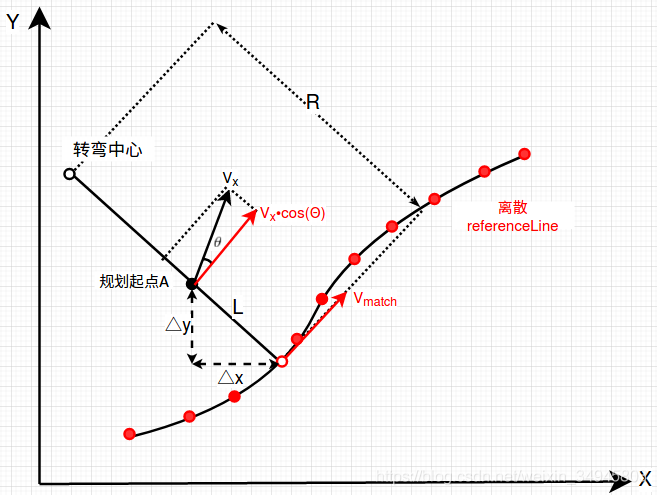 Y
R
转弯中心
Vx
Vx•cos(Θ)
θ
离散
referenceLine
规划起点A
Vmatch
L
△y
△x
X